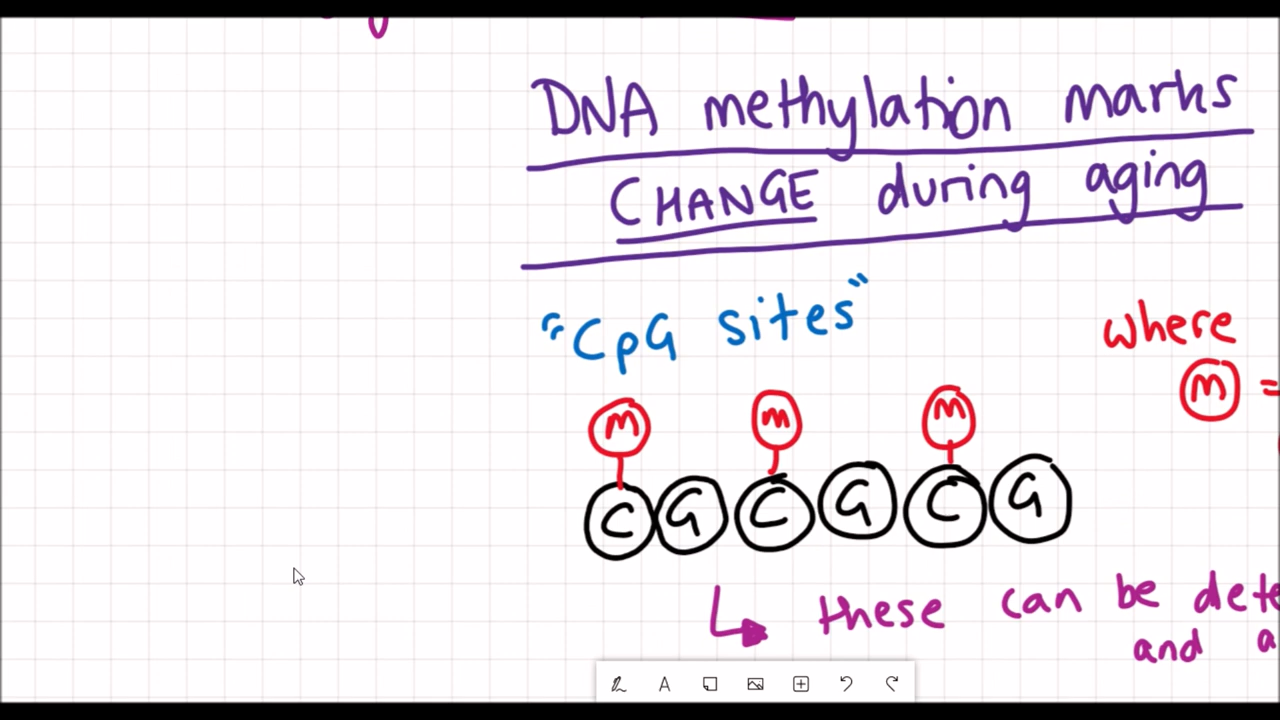 DNA methylation marks
CHANGE during aging
"CpG sites"
where
m =
m m m
C G C G C G
these can be
and